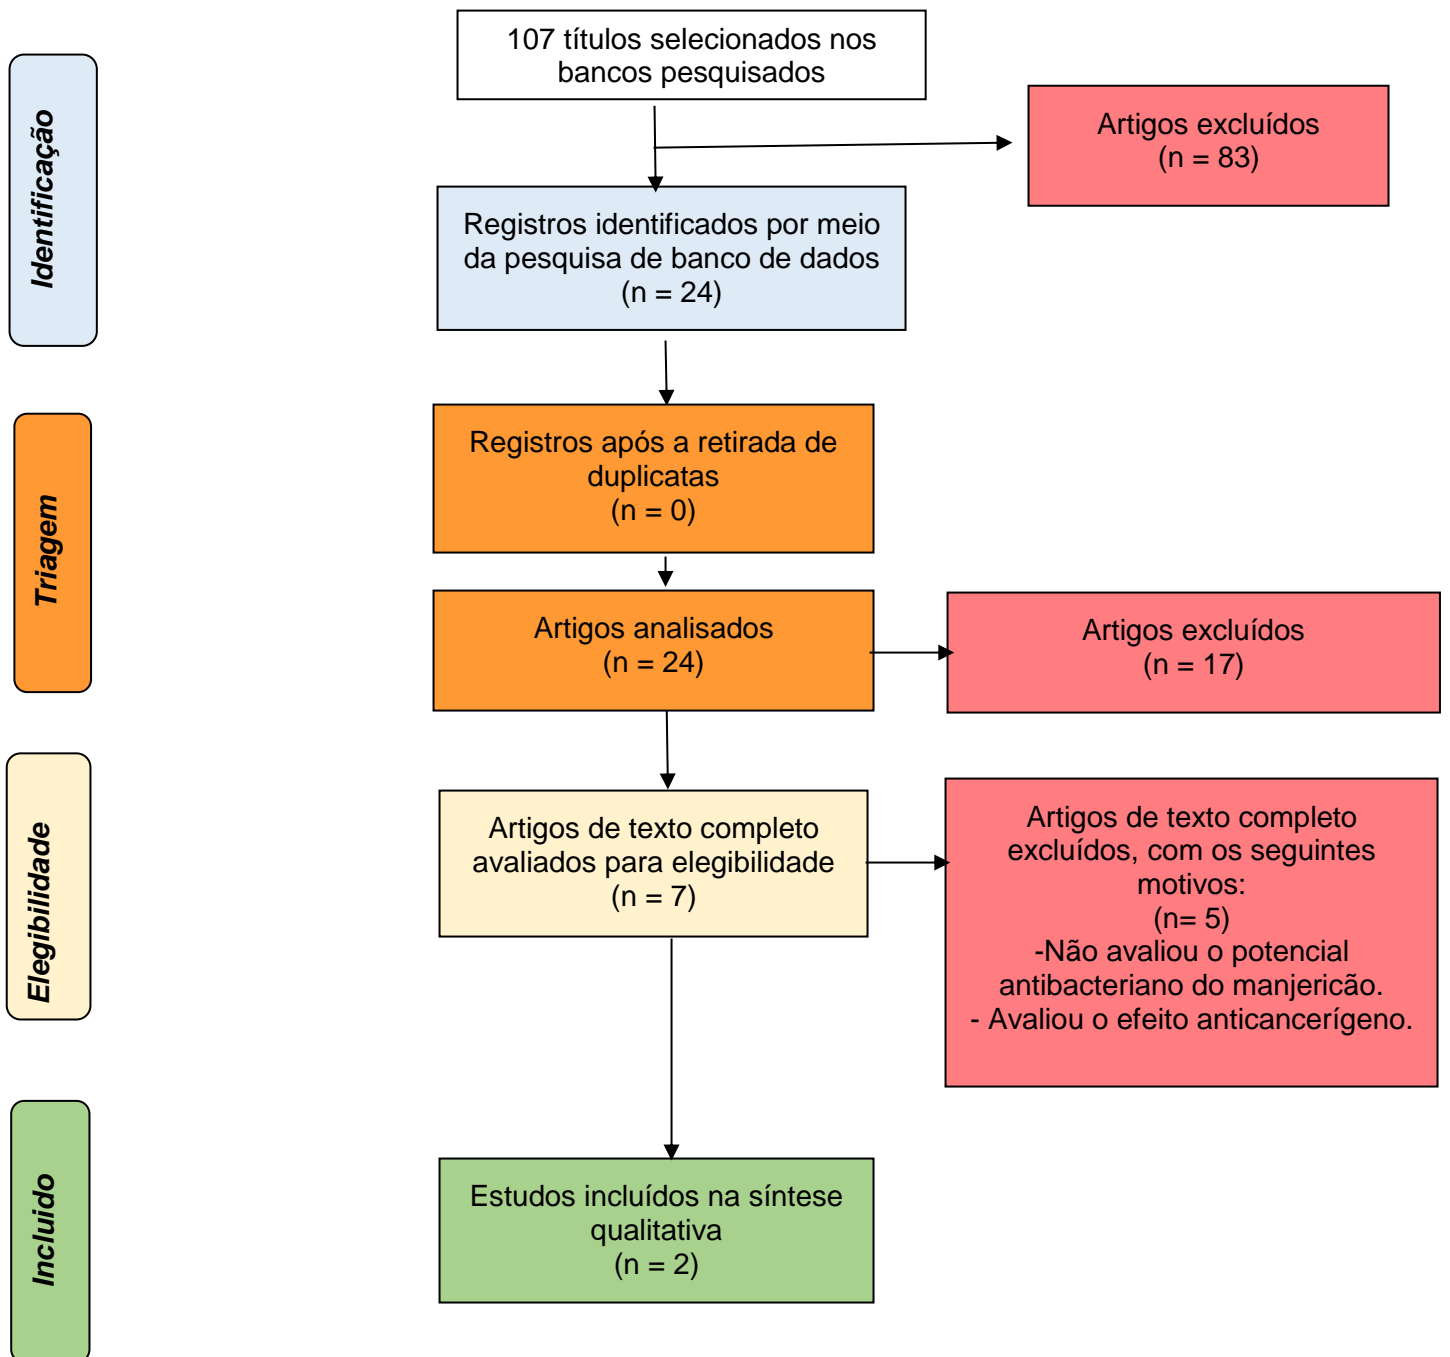 107 títulos selecionados nos
bancos pesquisados
Identificação
Artigos excluídos
(n = 83)
Registros identificados por meio
da pesquisa de banco de dados
(n = 24)
Triagem
Registros após a retirada de
duplicatas
(n = 0)
Artigos analisados
(n = 24)
Artigos excluídos
(n = 17)
Elegibilidade
Artigos de texto completo
avaliados para elegibilidade
(n = 7)
Artigos de texto completo
excluídos, com os seguintes
motivos:
(n= 5)
-Não avaliou o potencial
antibacteriano do manjericão.
- Avaliou o efeito anticancerígeno.
Incluido
Estudos incluídos na síntese
qualitativa
(n = 2)